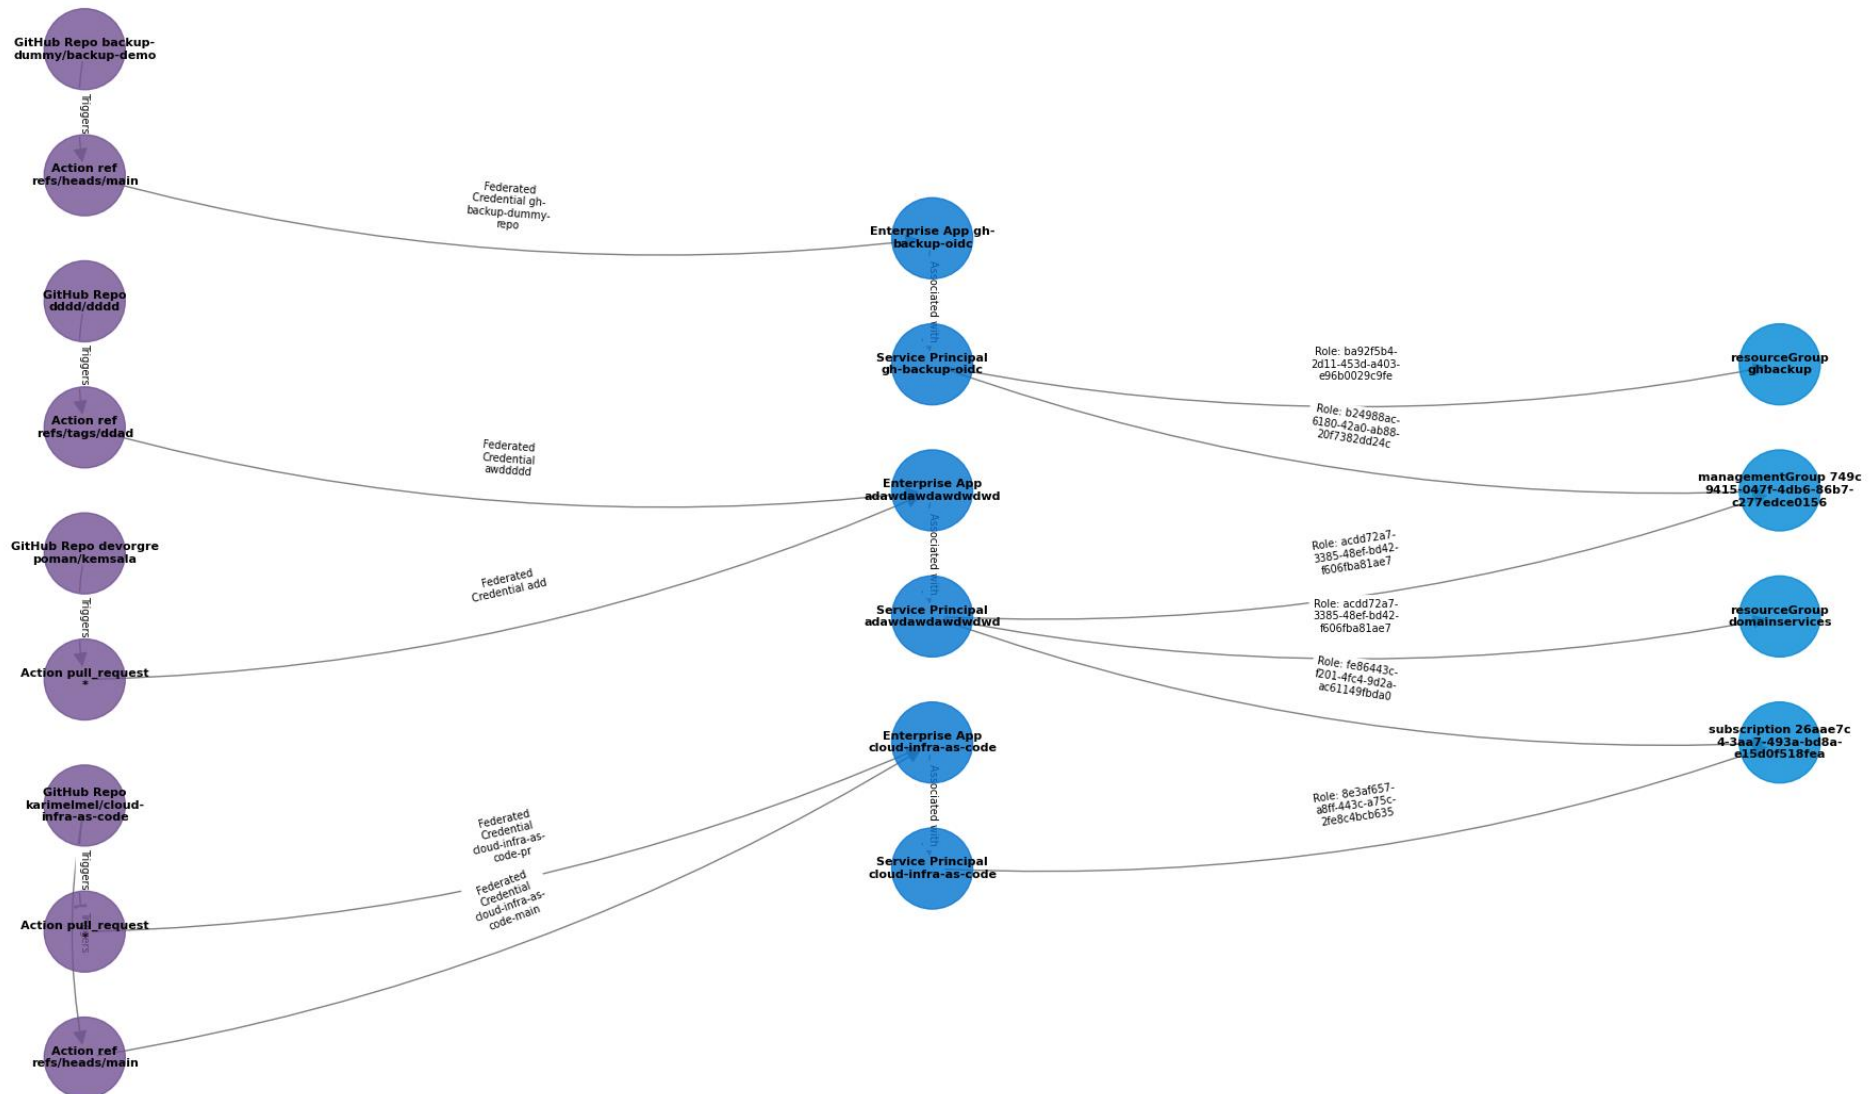 GitHub Repo backup-
dummy/backup-demo
Triggers
Action ref
refs/heads/main
Federated
Credential gh-
backup-dummy-
repo
Enterprise App gh-
backup-oidc
Associated with
Service Principal
gh-backup-oidc
Role: ba92f5b4-
2d11-453d-a403-
e96b0029c9fe
resourceGroup
ghbackup
Role: b24988ac-
6180-42a0-ab88-
20f7382dd24c
managementGroup 749c
9415-047f-4db6-86b7-
c277edce0156
GitHub Repo
dddd/dddd
Triggers
Action ref
refs/tags/ddad
Federated
Credential
awddddd
Enterprise App
adawdawdawdwdwd
Associated with
Service Principal
adawdawdawdwdwd
Role: acdd72a7-
3385-48ef-bd42-
f606fba81ae7
Role: acdd72a7-
3385-48ef-bd42-
f606fba81ae7
resourceGroup
domainservices
Role: fe86443c-
f201-4fc4-9d2a-
ac61149fbda0
subscription 26aae7c
4-3aa7-493a-bd8a-
e15d0f518fea
GitHub Repo devorgre
poman/kemsala
Triggers
Action pull_request
*
Federated
Credential add
GitHub Repo
karimelmel/cloud-
infra-as-code
Triggers
Triggers
Action pull_request
Federated
Credential
cloud-infra-as-
code-pr
Federated
Credential
cloud-infra-as-
code-main
Action ref
refs/heads/main
Enterprise App
cloud-infra-as-code
Associated with
Service Principal
cloud-infra-as-code
Role: 8e3af657-
a8ff-443c-a75c-
2fe8c4bcb635